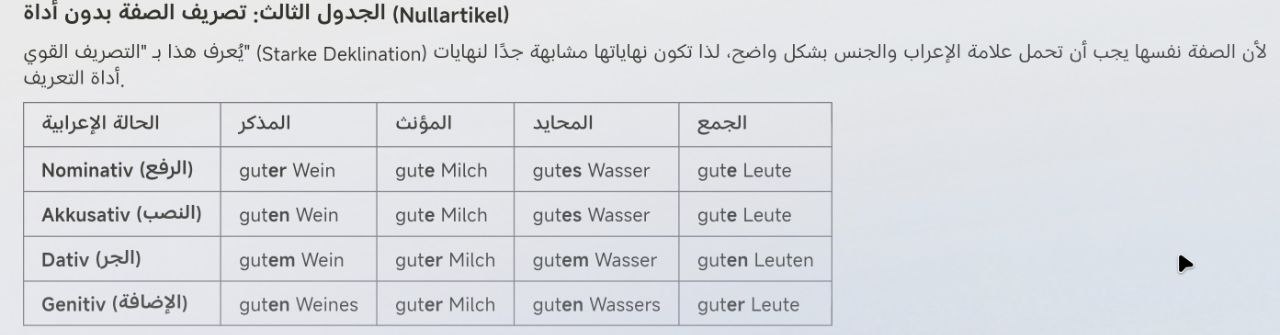 الجدول الثالث: تصريف الصفة بدون أداة (Nullartikel)
يُعرف هذا بـ "التصريف القوي" (Starke Deklination) لأن الصفة نفسها يجب أن تحمل علامة الإعراب والجنس بشكل واضح، لذا تكون نهاياتها مشابهة جدًا لنهايات
أداة التعريف.
الحالة الإعرابية المذكر المؤنث المحايد الجمع
Nominativ (الرفع) guter Wein gute Milch gutes Wasser gute Leute
Akkusativ (النصب) guten Wein gute Milch gutes Wasser gute Leute
Dativ (الجر) gutem Wein guter Milch gutem Wasser guten Leuten
Genitiv (الإضافة) guten Weines guter Milch guten Wassers guter Leute